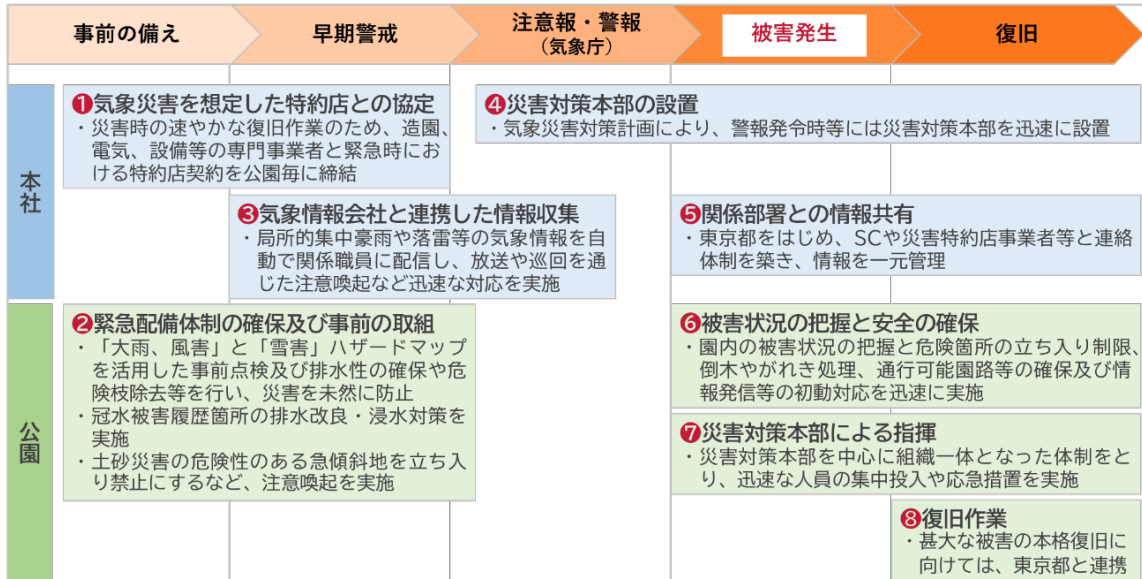 事前の備え
早期警戒
注意報・警報
(気象庁)
被害発生
復旧
本社
❶気象災害を想定した特約店との協定
・災害時の速やかな復旧作業のため、造園、
電気、設備等の専門事業者と緊急時にお
ける特約店契約を公園毎に締結
❹災害対策本部の設置
・気象災害対策計画により、警報発令時等には災害対策本部を迅速に設置
❸気象情報会社と連携した情報収集
・局所的集中豪雨や落雷等の気象情報を自
動で関係職員に配信し、放送や巡回を通
じた注意喚起など迅速な対応を実施
❺関係部署との情報共有
・東京都をはじめ、SCや災害特約店事業者等と連絡
体制を築き、情報を一元管理
公園
❷緊急配備体制の確保及び事前の取組
・「大雨、風害」と「雪害」ハザードマップ
を活用した事前点検及び排水性の確保や危
険枝除去等を行い、災害を未然に防止
・冠水被害履歴箇所の排水改良・浸水対策を
実施
・土砂災害の危険性のある急傾斜地を立ち入
り禁止にするなど、注意喚起を実施
❻被害状況の把握と安全の確保
・園内の被害状況の把握と危険箇所の立ち入り制限、
倒木やがれき処理、通行可能園路等の確保及び情
報発信等の初動対応を迅速に実施
❼災害対策本部による指揮
・災害対策本部を中心に組織一体となった体制をと
り、迅速な人員の集中投入や応急措置を実施
❽復旧作業
・甚大な被害の本格復旧に
向けては、東京都と連携